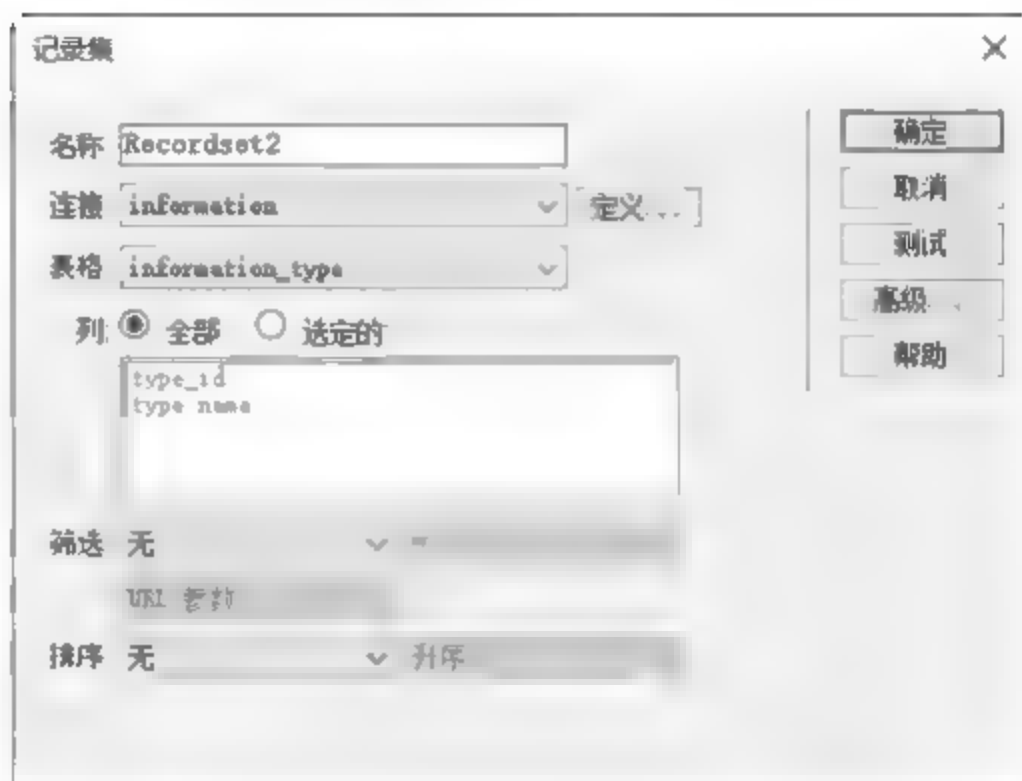 记录集
名称 Recordset2
确定
连接 information 定义...
取消
表格 information_type
测试
高级...
列: 全部 选定的
帮助
type_id
type_name
筛选 无 =
URL 参数
排序 无 升序